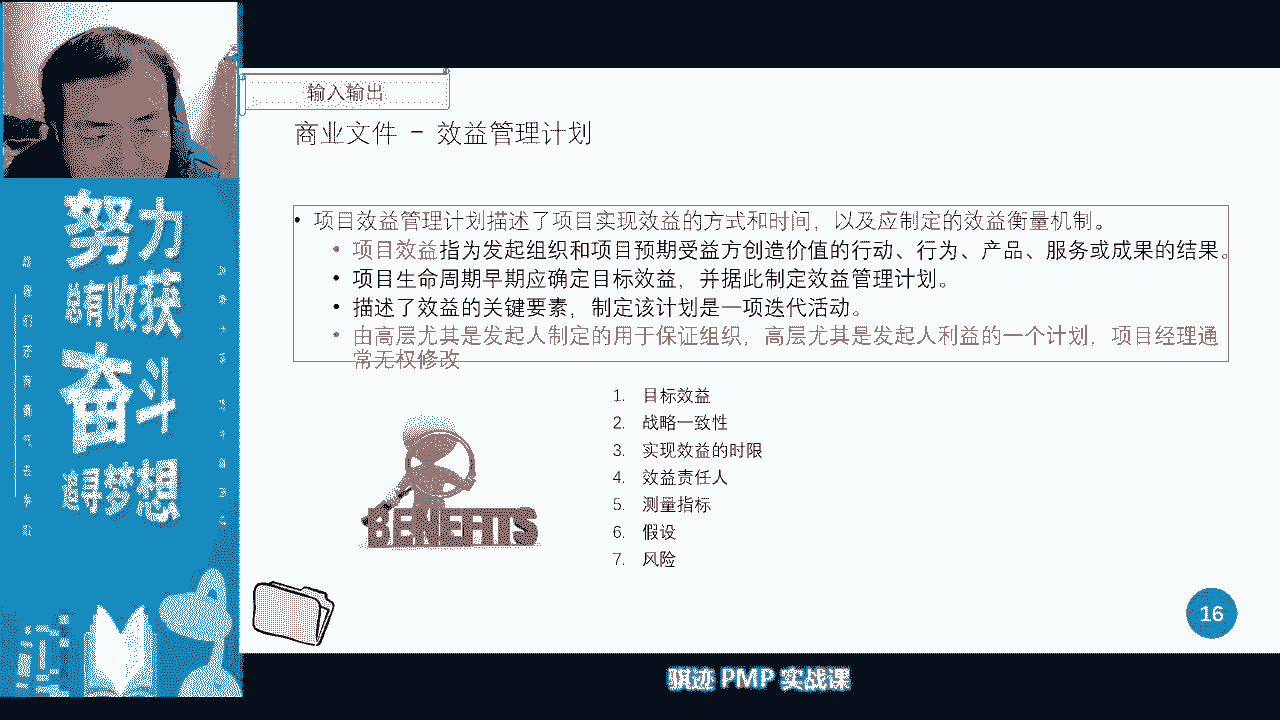 输入输出
商业文件 - 效益管理计划
• 项目效益管理计划描述了项目实现效益的方式和时间，以及应制定的效益衡量机制。
• 项目效益指为发起组织和项目预期受益方创造价值的行动、行为、产品、服务或成果的结果。
• 项目生命周期早期应确定目标效益，并据此制定效益管理计划。
• 描述了效益的关键要素，制定该计划是一项迭代活动。
• 由高层尤其是发起人制定的用于保证组织，高层尤其是发起人利益的一个计划，项目经理通
常无权修改
1. 目标效益
2. 战略一致性
3. 实现效益的时限
4. 效益责任人
5. 测量指标
6. 假设
7. 风险
BENEFITS
16
努力
总有收获
奋斗
追寻梦想
骐迹 PMP 实战课